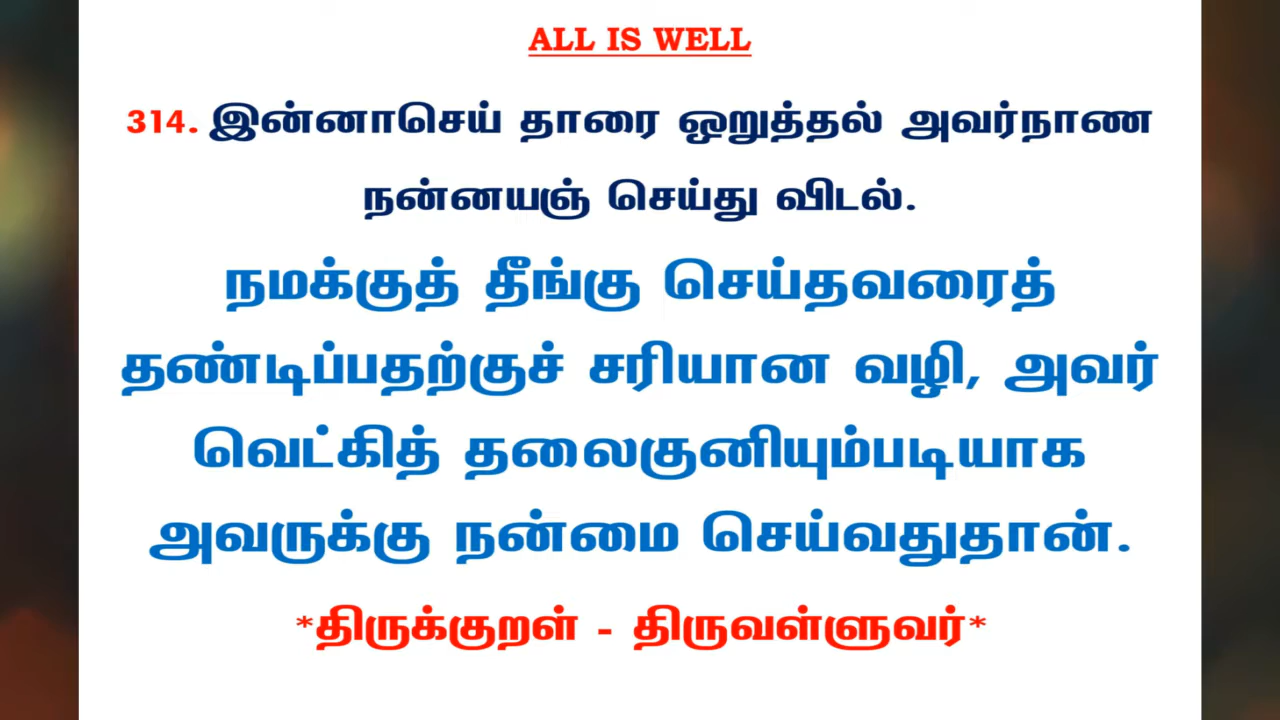 ALL IS WELL
314. இன்னாசெய் தாரை ஒறுத்தல் அவர்நாண
நன்னயஞ் செய்து விடல்.
நமக்குத் தீங்கு செய்தவரைத்
தண்டிப்பதற்குச் சரியான வழி, அவர்
வெட்கித் தலைகுனியும்படியாக
அவருக்கு நன்மை செய்வதுதான்.
*திருக்குறள் - திருவள்ளுவர்*